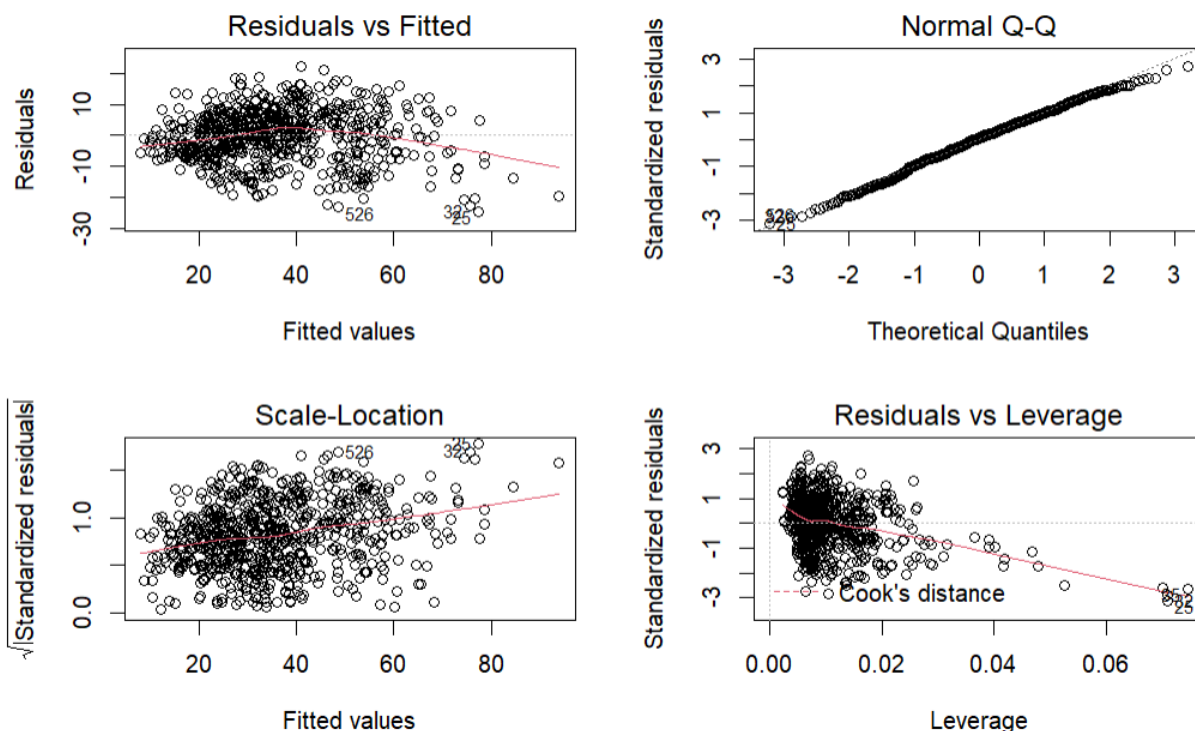 Residuals vs Fitted
Residuals
10
-10
-30
526
32
25
20 40 60 80
Fitted values
Normal Q-Q
Standardized residuals
3
1
-1
-3
25
-3 -2 -1 0 1 2 3
Theoretical Quantiles
Scale-Location
√|Standardized residuals|
1.0
0.0
526
32
25
20 40 60 80
Fitted values
Residuals vs Leverage
Standardized residuals
3
1
-1
-3
Cook's distance
25
0.00 0.02 0.04 0.06
Leverage